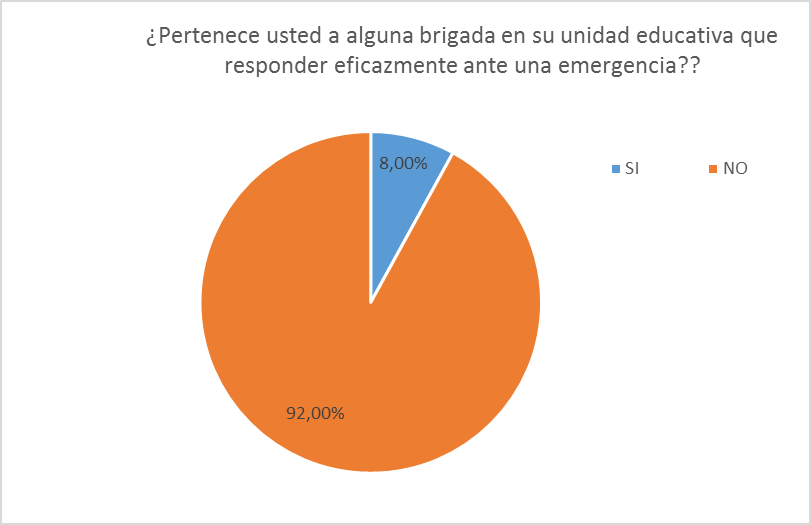 ¿Pertenece usted a alguna brigada en su unidad educativa que
responder eficazmente ante una emergencia??
8,00%
SI
NO
92,00%